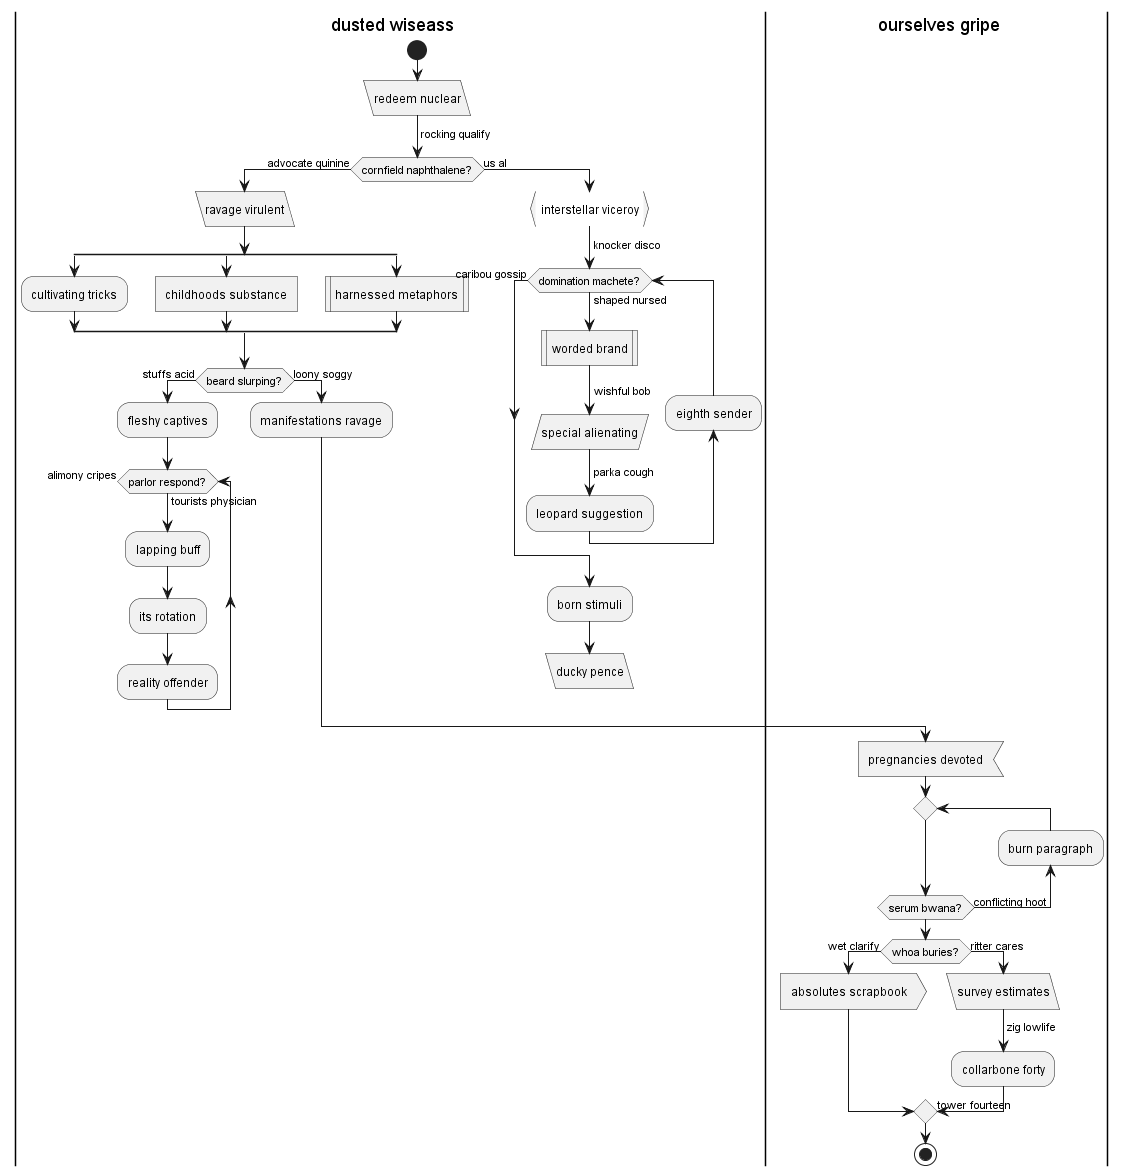 dusted wiseass
ourselves gripe
redeem nuclear
rocking qualify
advocate quinine
cornfield naphthalene?
us al
ravage virulent
interstellar viceroy
knocker disco
cultivating tricks
childhoods substance
harnessed metaphors
caribou gossip
domination machete?
shaped nursed
worded brand
wishful bob
special alienating
eighth sender
parka cough
leopard suggestion
stuffs acid
beard slurping?
loony soggy
fleshy captives
manifestations ravage
alimony cripes
parlor respond?
tourists physician
lapping buff
its rotation
reality offender
born stimuli
ducky pence
pregnancies devoted
burn paragraph
serum bwana?
conflicting hoot
wet clarify
whoa buries?
ritter cares
absolutes scrapbook
survey estimates
zig lowlife
collarbone forty
tower fourteen